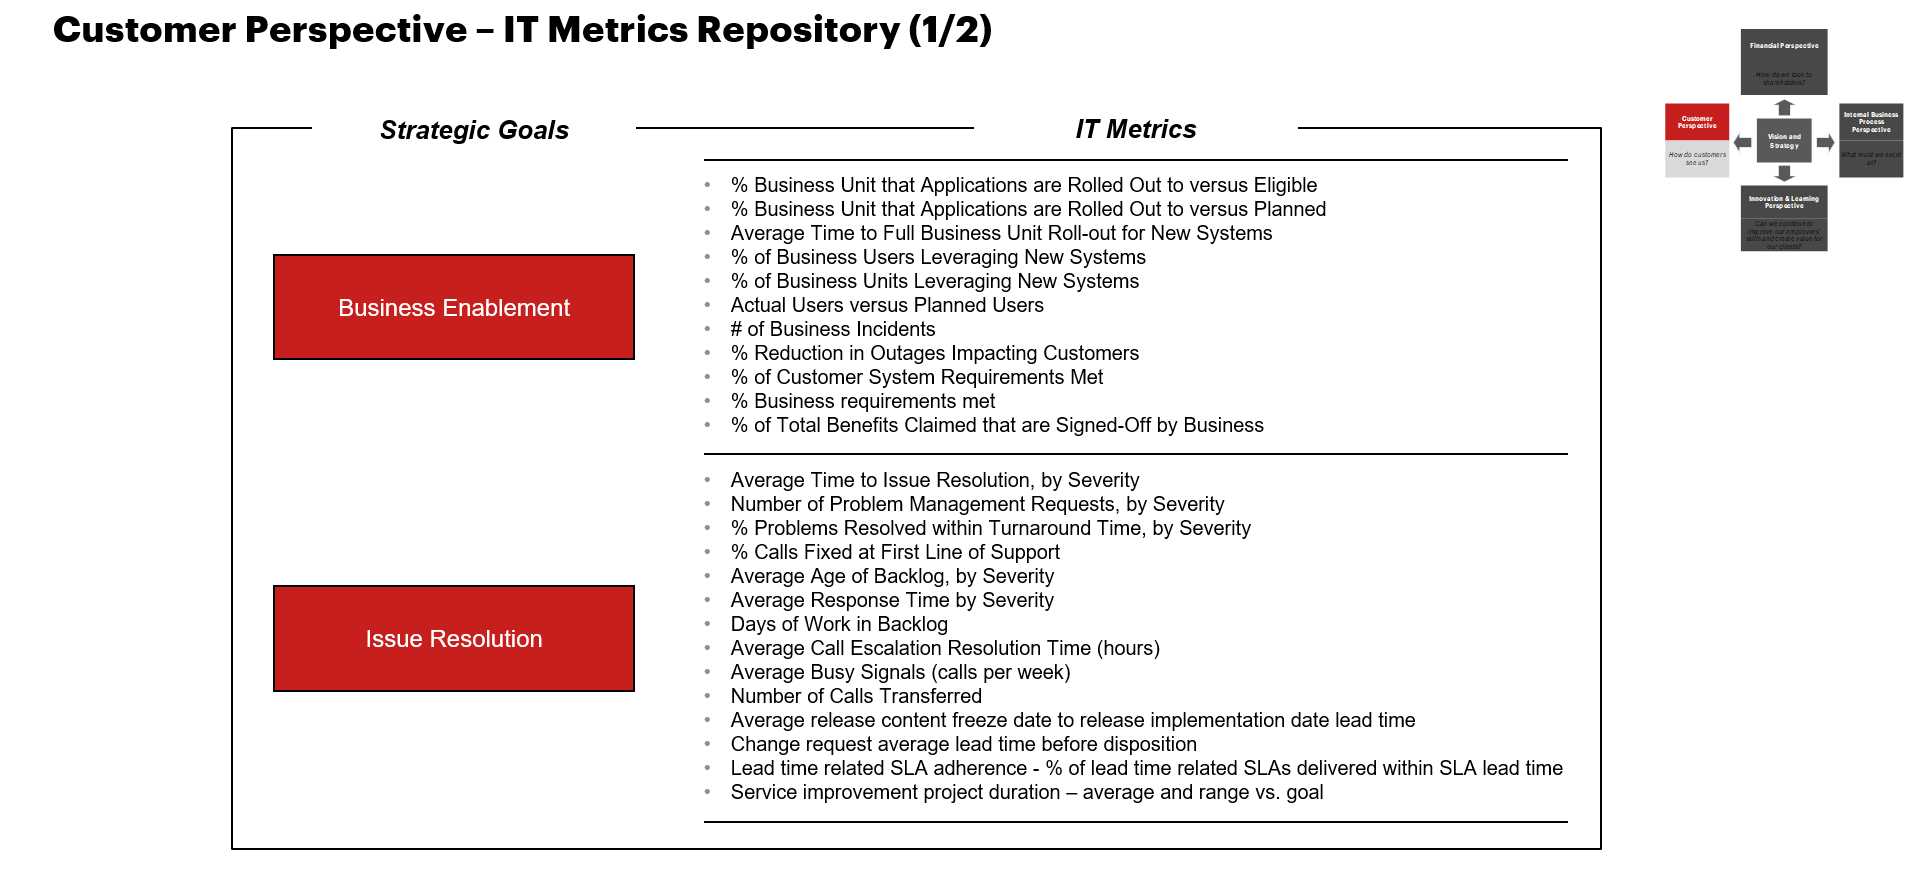 Customer Perspective – IT Metrics Repository (1/2)
Financial Perspective
How do we look to
shareholders?
Customer
Perspective
How do customers
see us?
Vision and
Strategy
Internal Business
Process
Perspective
What must we excel
at?
Innovation & Learning
Perspective
Can we continue to
improve our employees'
skills and create value for
our clients?
Strategic Goals
IT Metrics
Business Enablement
• % Business Unit that Applications are Rolled Out to versus Eligible
• % Business Unit that Applications are Rolled Out to versus Planned
• Average Time to Full Business Unit Roll-out for New Systems
• % of Business Users Leveraging New Systems
• % of Business Units Leveraging New Systems
• Actual Users versus Planned Users
• # of Business Incidents
• % Reduction in Outages Impacting Customers
• % of Customer System Requirements Met
• % Business requirements met
• % of Total Benefits Claimed that are Signed-Off by Business
Issue Resolution
• Average Time to Issue Resolution, by Severity
• Number of Problem Management Requests, by Severity
• % Problems Resolved within Turnaround Time, by Severity
• % Calls Fixed at First Line of Support
• Average Age of Backlog, by Severity
• Average Response Time by Severity
• Days of Work in Backlog
• Average Call Escalation Resolution Time (hours)
• Average Busy Signals (calls per week)
• Number of Calls Transferred
• Average release content freeze date to release implementation date lead time
• Change request average lead time before disposition
• Lead time related SLA adherence - % of lead time related SLAs delivered within SLA lead time
• Service improvement project duration – average and range vs. goal